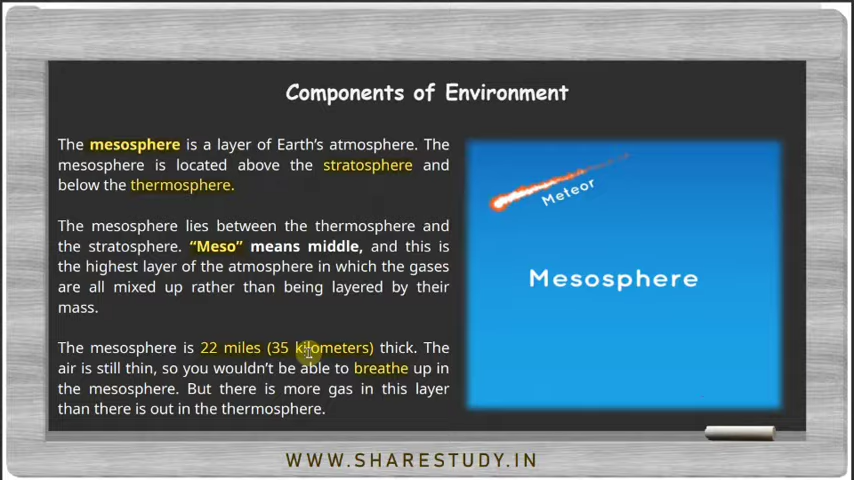 Components of Environment
The mesosphere is a layer of Earth's atmosphere. The
mesosphere is located above the stratosphere and
below the thermosphere.
The mesosphere lies between the thermosphere and
the stratosphere. “Meso” means middle, and this is
the highest layer of the atmosphere in which the gases
are all mixed up rather than being layered by their
mass.
The mesosphere is 22 miles (35 kilometers) thick. The
air is still thin, so you wouldn't be able to breathe up in
the mesosphere. But there is more gas in this layer
than there is out in the thermosphere.
Meteor
Mesosphere
WWW.SHARESTUDY.IN